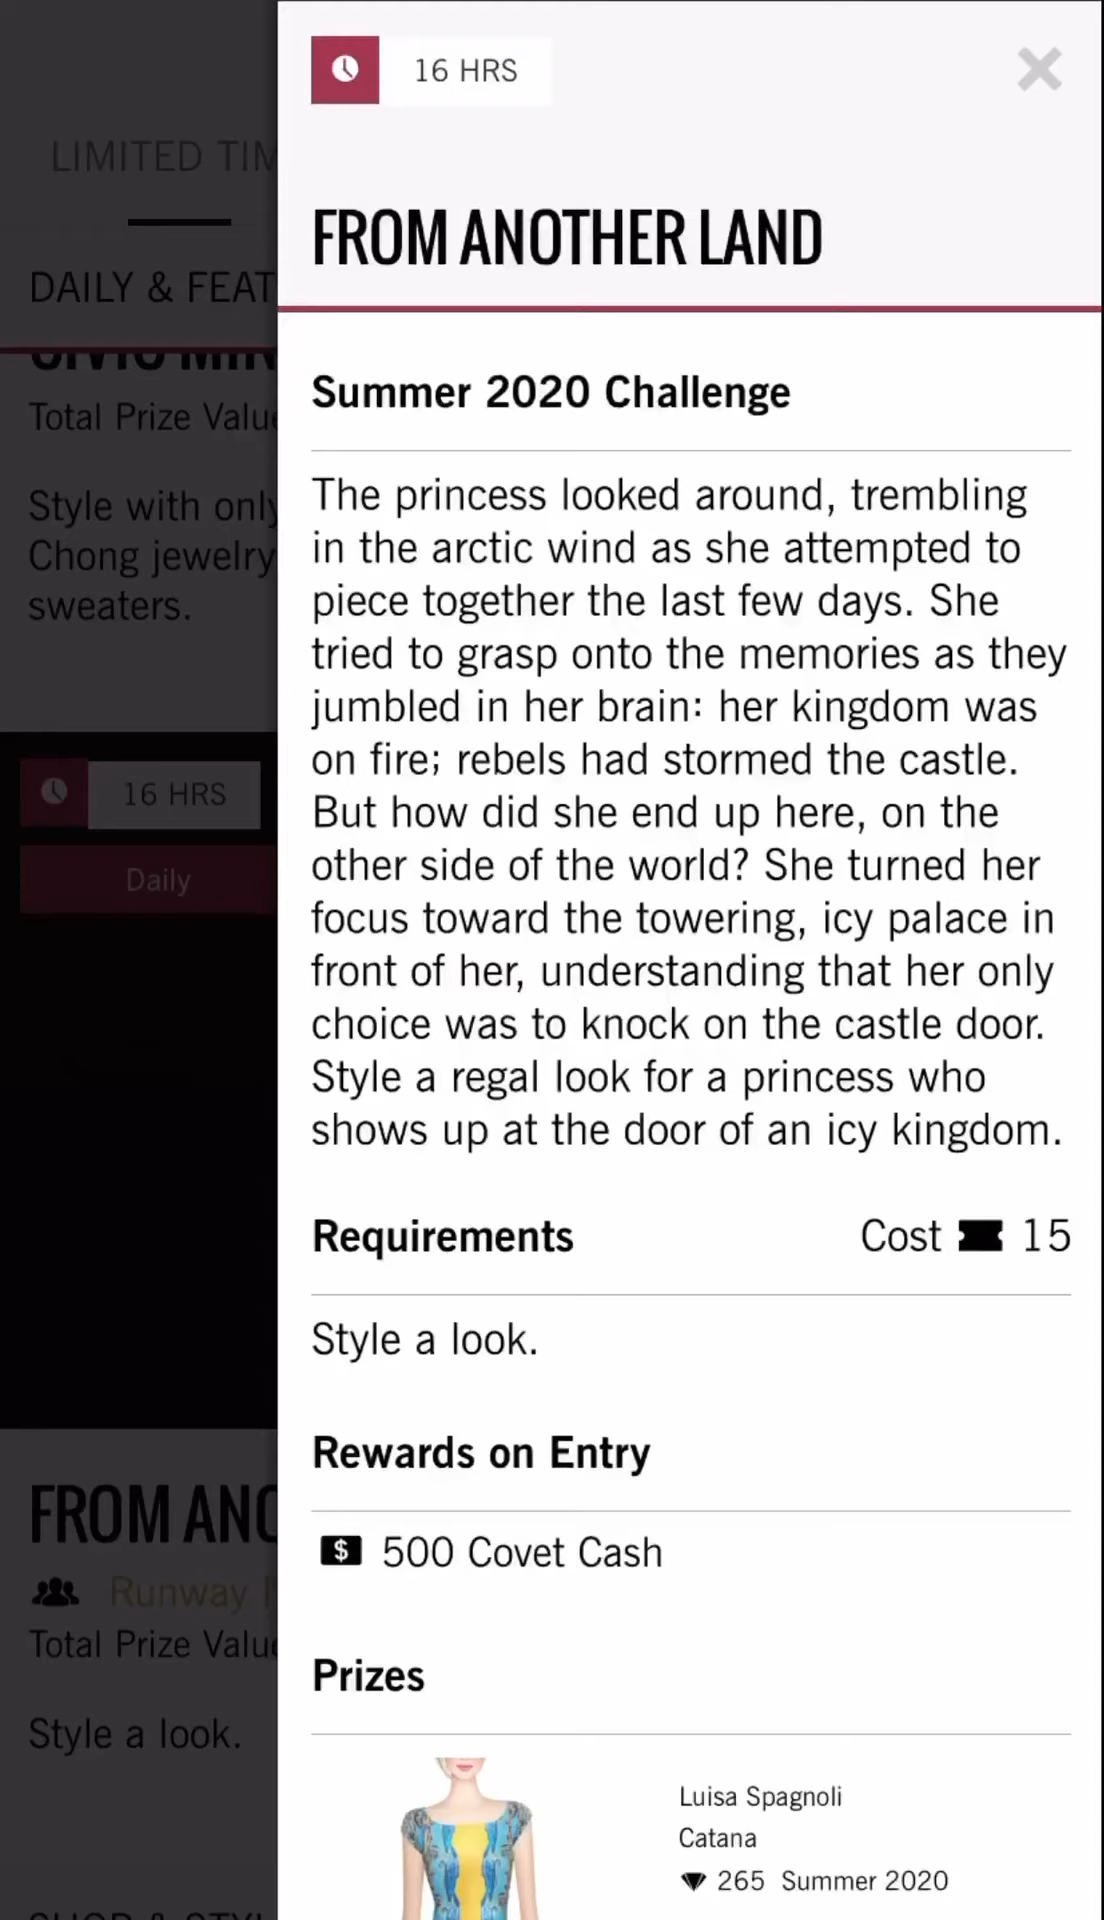 16 HRS
LIMITED
FROM ANOTHER LAND
DAILY &
Summer 2020 Challenge
Total Prize
The princess looked around, trembling
in the arctic wind as she attempted to
piece together the last few days. She
tried to grasp onto the memories as they
jumbled in her brain: her kingdom was
on fire; rebels had stormed the castle.
But how did she end up here, on the
other side of the world? She turned her
focus toward the towering, icy palace in
front of her, understanding that her only
choice was to knock on the castle door.
Style a regal look for a princess who
shows up at the door of an icy kingdom.
Style with only
Chong jewelry
sweaters.
16 HRS
Daily
Requirements
Cost 15
Style a look.
Rewards on Entry
500 Covet Cash
FROM
Runway
Total Prize
Style a look.
Prizes
Luisa Spagnoli
Catana
265 Summer 2020